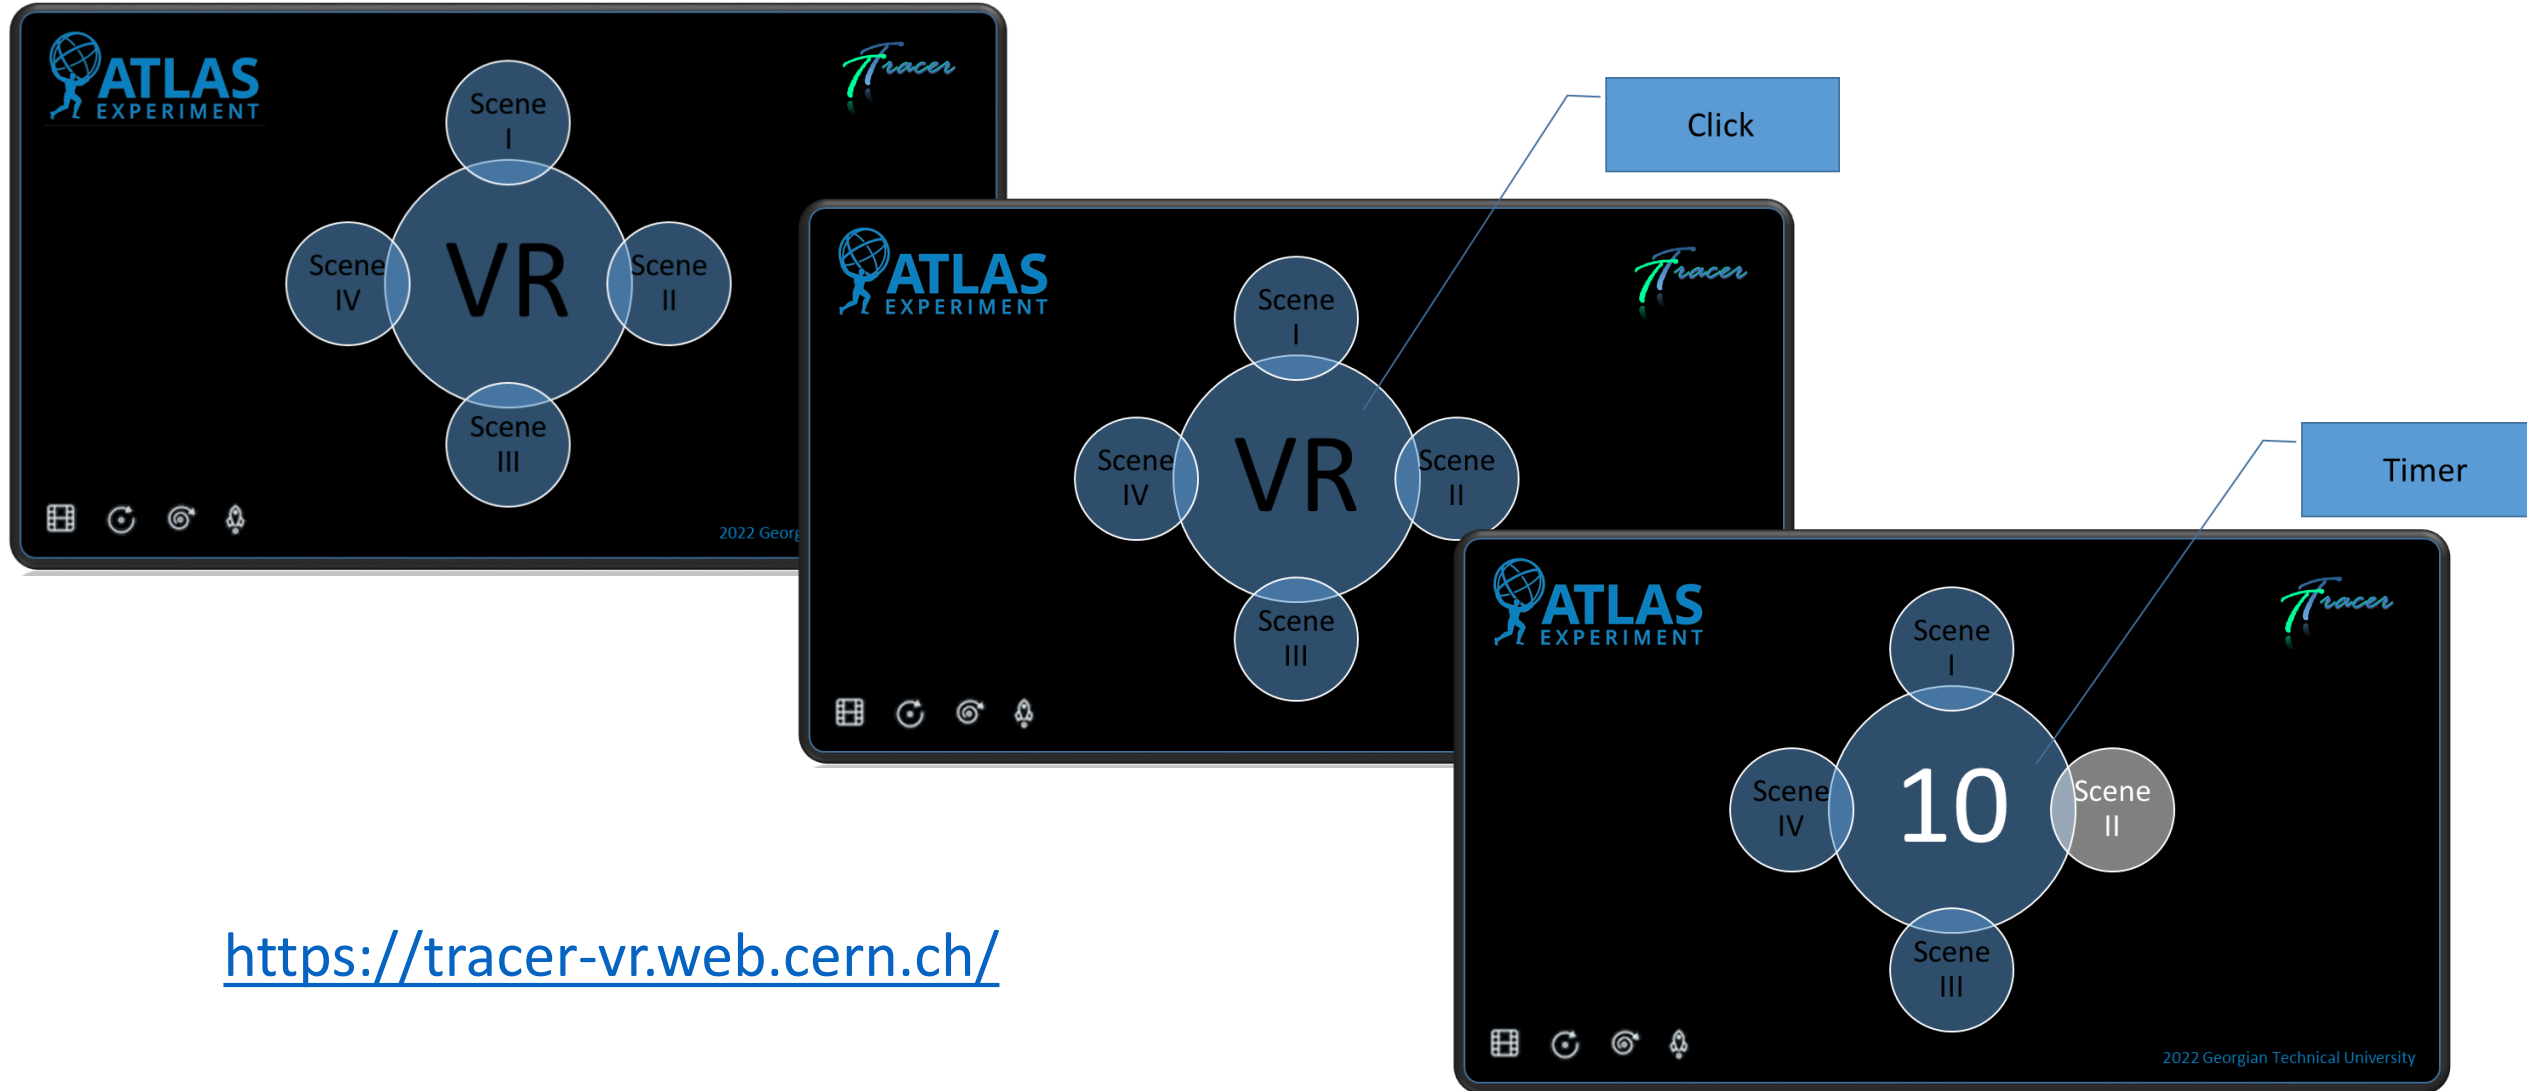 ATLAS
EXPERIMENT
Tracer
Scene
I
Scene
IV
VR
Scene
II
Scene
III
2022 Georg
Click
ATLAS
EXPERIMENT
Tracer
Scene
I
Scene
IV
VR
Scene
II
Scene
III
Timer
ATLAS
EXPERIMENT
Tracer
Scene
I
Scene
IV
10
Scene
II
Scene
III
2022 Georgian Technical University
https://tracer-vr.web.cern.ch/